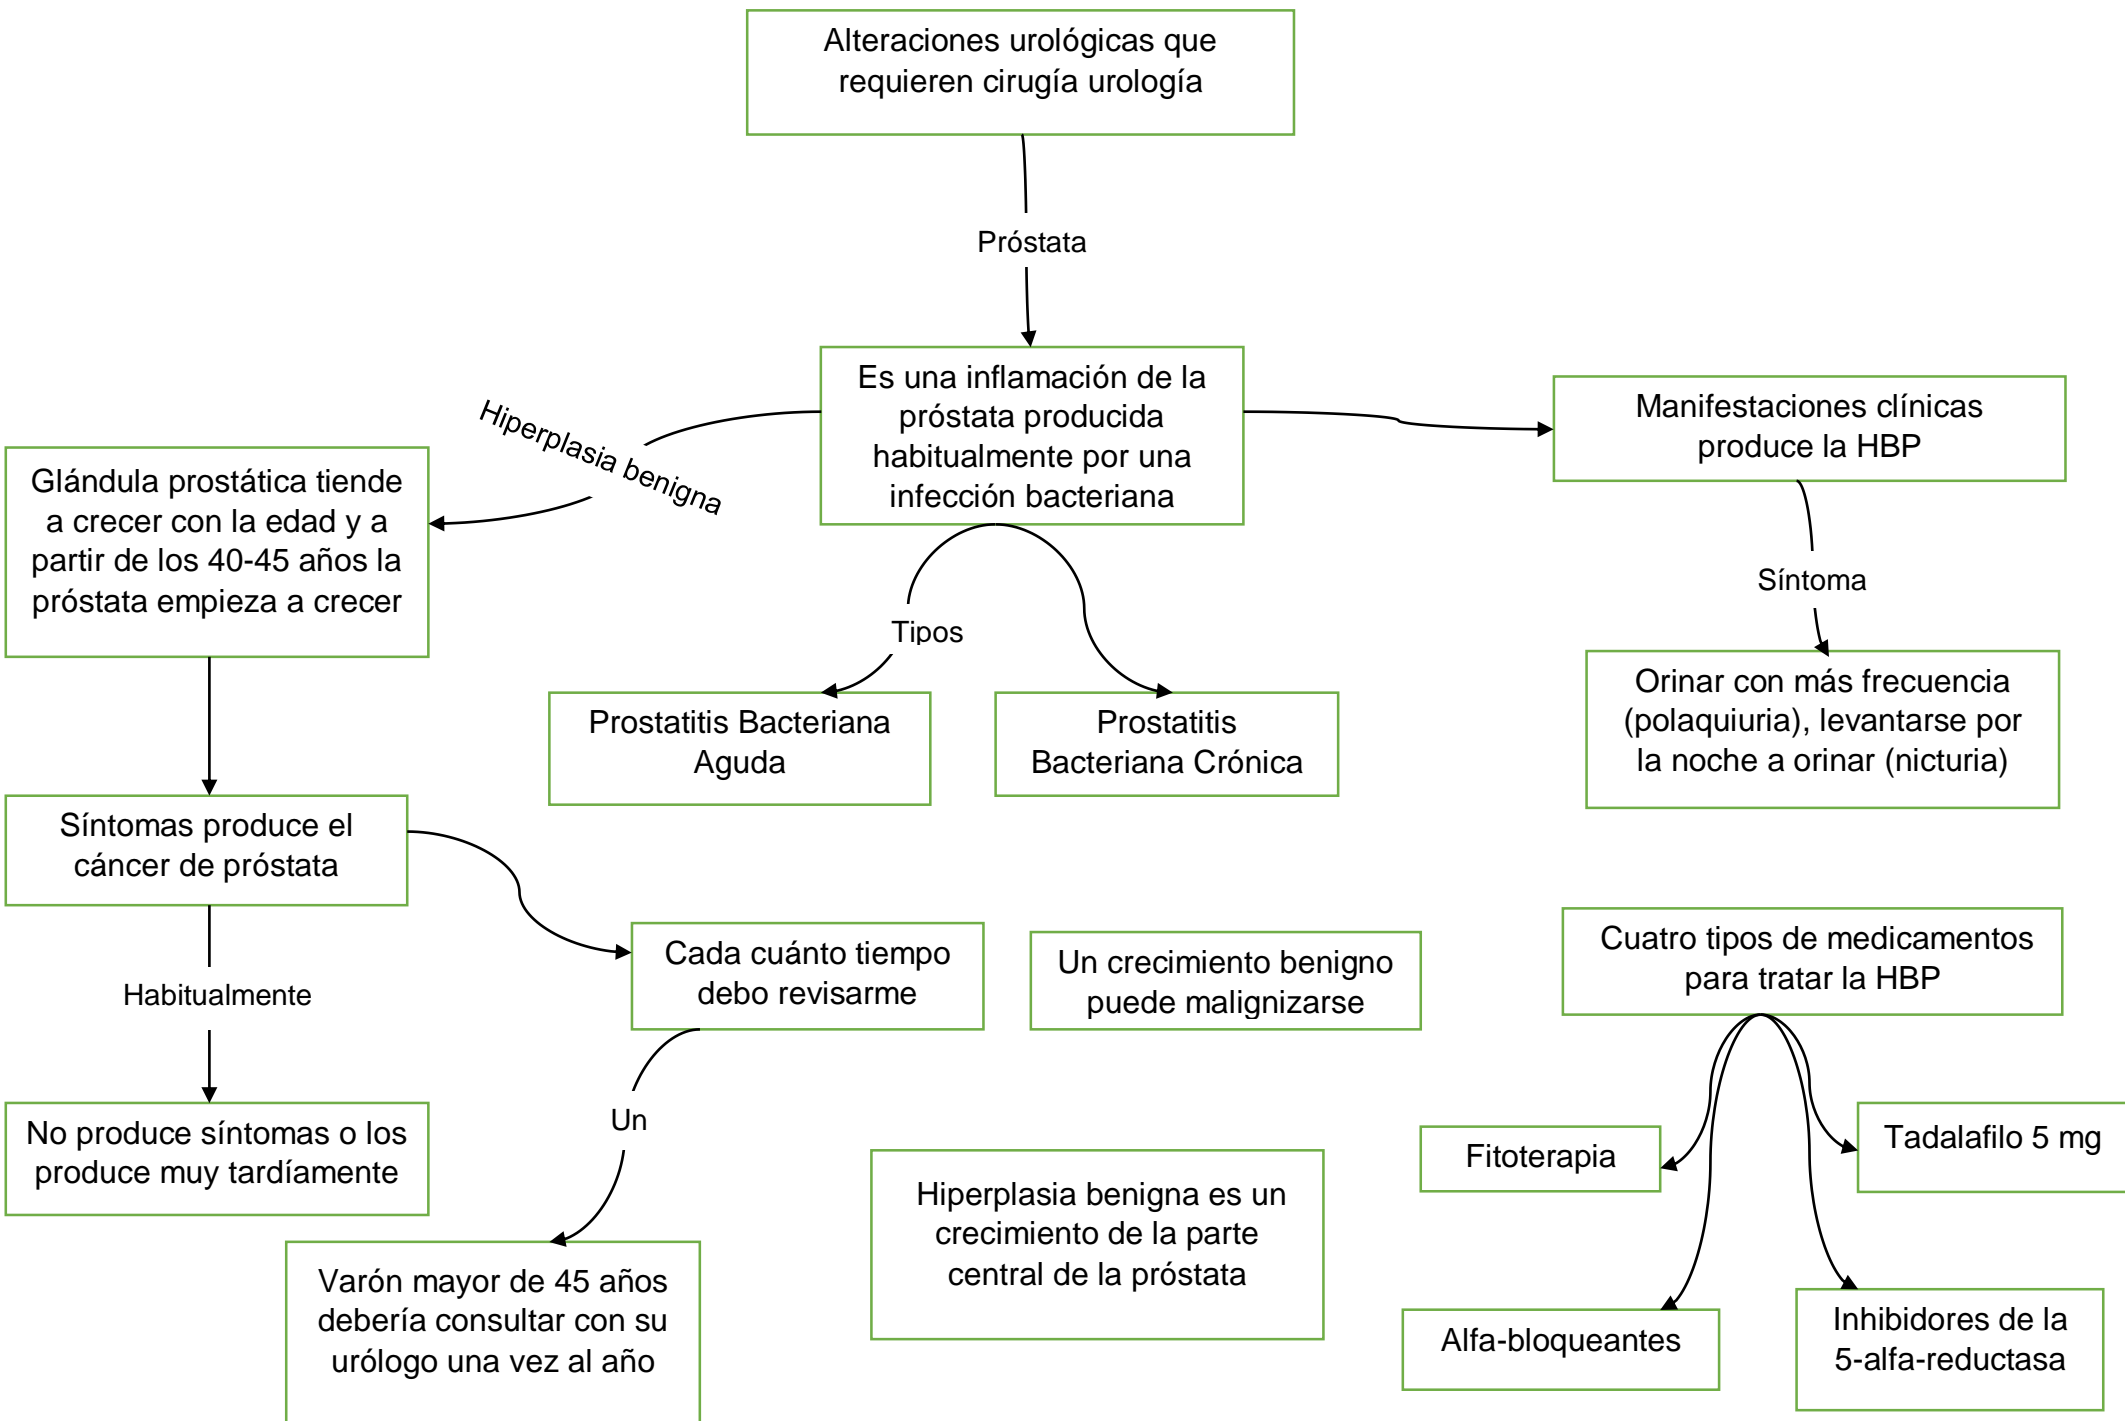 Alteraciones urológicas que
requieren cirugía urología
Próstata
Es una inflamación de la
próstata producida
habitualmente por una
infección bacteriana
Manifestaciones clínicas
produce la HBP
Hiperplasia benigna
Glándula prostática tiende
a crecer con la edad y a
partir de los 40-45 años la
próstata empieza a crecer
Síntoma
Tipos
Prostatitis Bacteriana
Aguda
Prostatitis
Bacteriana Crónica
Orinar con más frecuencia
(polaquiuria), levantarse por
la noche a orinar (nicturia)
Síntomas produce el
cáncer de próstata
Cada cuánto tiempo
debo revisarme
Un crecimiento benigno
puede malignizarse
Cuatro tipos de medicamentos
para tratar la HBP
Habitualmente
Un
No produce síntomas o los
produce muy tardíamente
Fitoterapia
Tadalafilo 5 mg
Hiperplasia benigna es un
crecimiento de la parte
central de la próstata
Varón mayor de 45 años
debería consultar con su
urólogo una vez al año
Alfa-bloqueantes
Inhibidores de la
5-alfa-reductasa